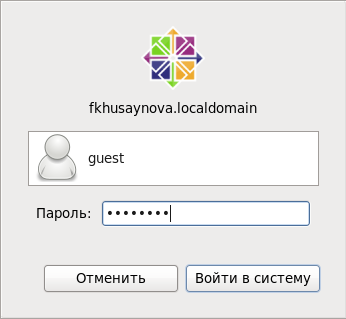 fkhusaynova.localdomain
guest
Пароль: ••••••••
Отменить Войти в систему